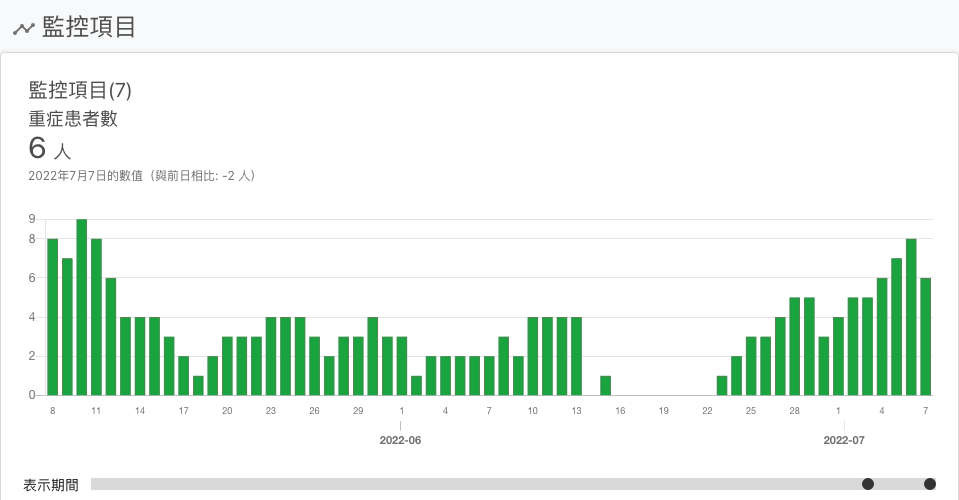 監控項目
監控項目(7)
重症患者數
6 人
2022年7月7日的數值（與前日相比: -2 人）
9
8
6
4
2
0
8 11 14 17 20 23 26 29 1 4 7 10 13 16 19 22 25 28 1 4 7
2022-06 2022-07
表示期間